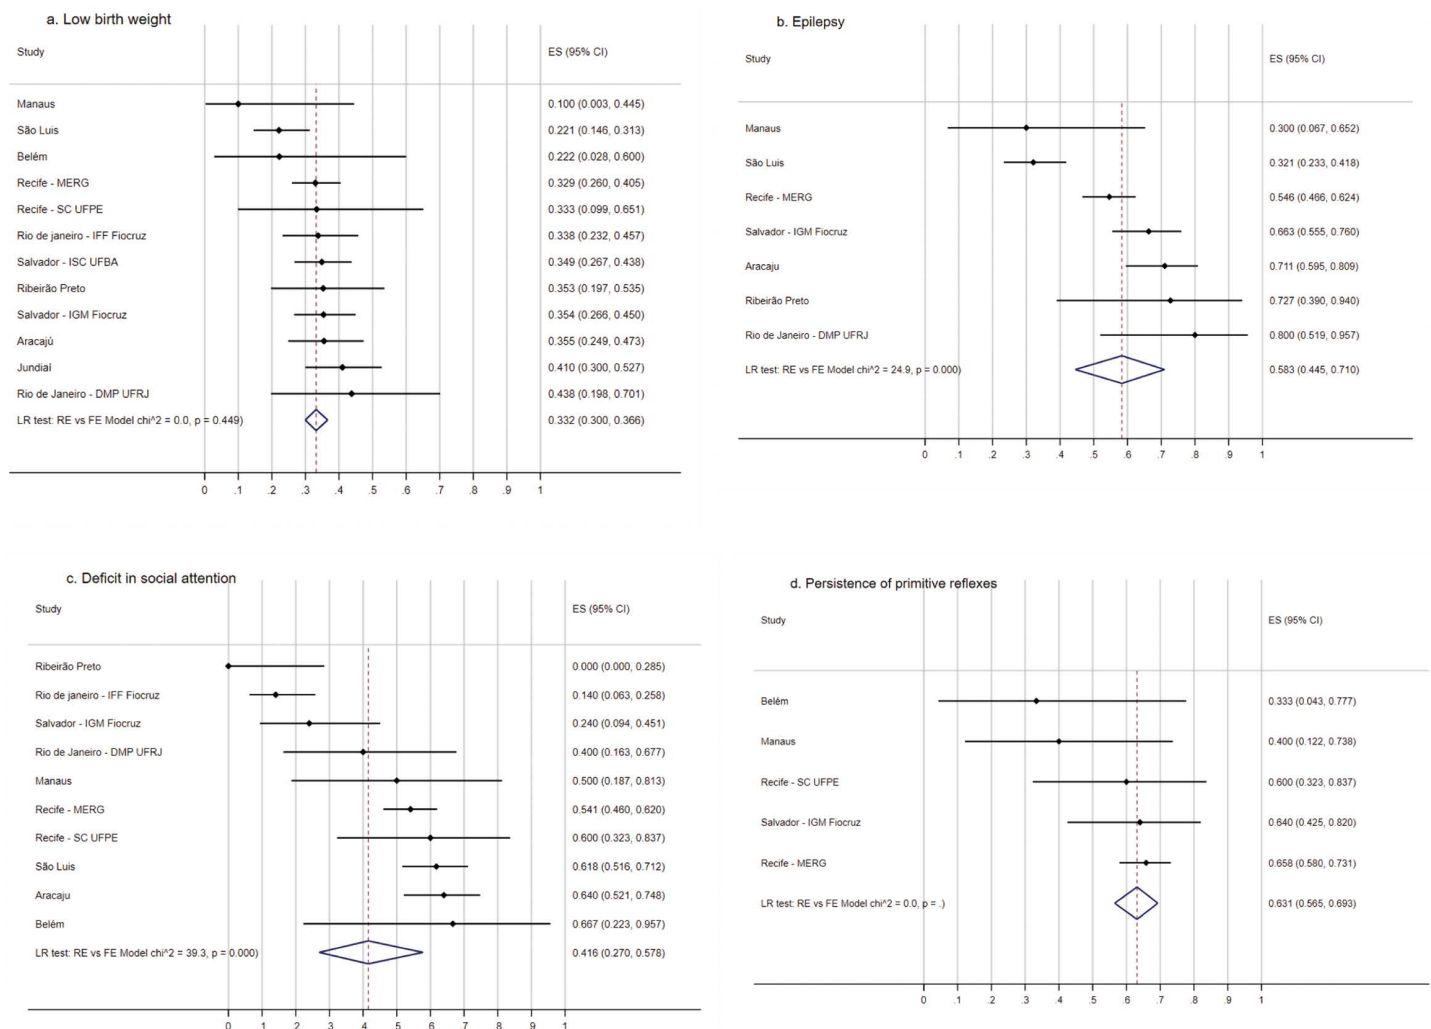 a. Low birth weight
Study ES (95% CI)
Manaus 0.100 (0.003, 0.445)
São Luis 0.221 (0.146, 0.313)
Belém 0.222 (0.028, 0.600)
Recife - MERG 0.329 (0.260, 0.405)
Recife - SC UFPE 0.333 (0.099, 0.651)
Rio de janeiro - IFF Fiocruz 0.338 (0.232, 0.457)
Salvador - ISC UFBA 0.349 (0.267, 0.438)
Ribeirão Preto 0.353 (0.197, 0.535)
Salvador - IGM Fiocruz 0.354 (0.266, 0.450)
Aracajú 0.355 (0.249, 0.473)
Jundiaí 0.410 (0.300, 0.527)
Rio de Janeiro - DMP UFRJ 0.438 (0.198, 0.701)
LR test: RE vs FE Model chi^2 = 0.0, p = 0.449) 0.332 (0.300, 0.366)
0 .1 .2 .3 .4 .5 .6 .7 .8 .9 1
b. Epilepsy
Study ES (95% CI)
Manaus 0.300 (0.067, 0.652)
São Luis 0.321 (0.233, 0.418)
Recife - MERG 0.546 (0.466, 0.624)
Salvador - IGM Fiocruz 0.663 (0.555, 0.760)
Aracaju 0.711 (0.595, 0.809)
Ribeirão Preto 0.727 (0.390, 0.940)
Rio de Janeiro - DMP UFRJ 0.800 (0.519, 0.957)
LR test: RE vs FE Model chi^2 = 24.9, p = 0.000) 0.583 (0.445, 0.710)
0 .1 .2 .3 .4 .5 .6 .7 .8 .9 1
c. Deficit in social attention
Study ES (95% CI)
Ribeirão Preto 0.000 (0.000, 0.285)
Rio de janeiro - IFF Fiocruz 0.140 (0.063, 0.258)
Salvador - IGM Fiocruz 0.240 (0.094, 0.451)
Rio de Janeiro - DMP UFRJ 0.400 (0.163, 0.677)
Manaus 0.500 (0.187, 0.813)
Recife - MERG 0.541 (0.460, 0.620)
Recife - SC UFPE 0.600 (0.323, 0.837)
São Luis 0.618 (0.516, 0.712)
Aracaju 0.640 (0.521, 0.748)
Belém 0.667 (0.223, 0.957)
LR test: RE vs FE Model chi^2 = 39.3, p = 0.000) 0.416 (0.270, 0.578)
0 .1 .2 .3 .4 .5 .6 .7 .8 .9 1
d. Persistence of primitive reflexes
Study ES (95% CI)
Belém 0.333 (0.043, 0.777)
Manaus 0.400 (0.122, 0.738)
Recife - SC UFPE 0.600 (0.323, 0.837)
Salvador - IGM Fiocruz 0.640 (0.425, 0.820)
Recife - MERG 0.658 (0.580, 0.731)
LR test: RE vs FE Model chi^2 = 0.0, p = .) 0.631 (0.565, 0.693)
0 .1 .2 .3 .4 .5 .6 .7 .8 .9 1